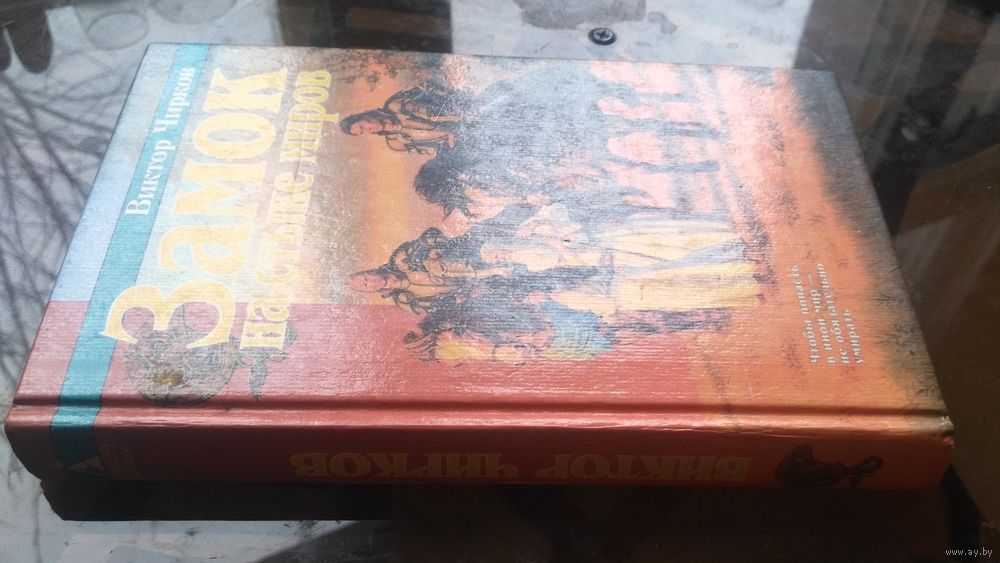 Виктор Чирков
Замок
на стыке миров
Чтобы попасть
в иной мир —
не обязательно
умирать
ВИКТОР ЧИРКОВ
www.ay.by